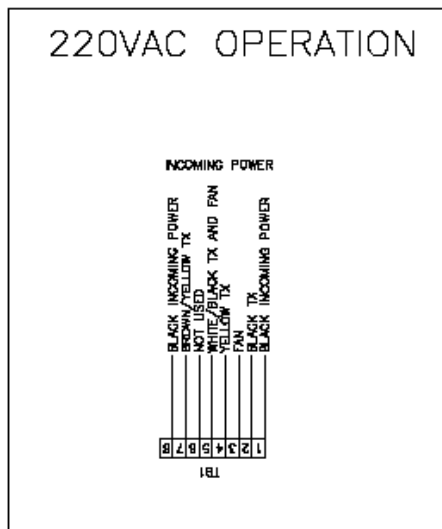 220VAC OPERATION
INCOMING POWER
BLACK INCOMING POWER
BROWN/YELLOW TX
NOT USED
WHITE/BLACK TX AND FAN
YELLOW TX
FAN
BLACK TX
BLACK INCOMING POWER
8 7 6 5 4 3 2 1
TB1